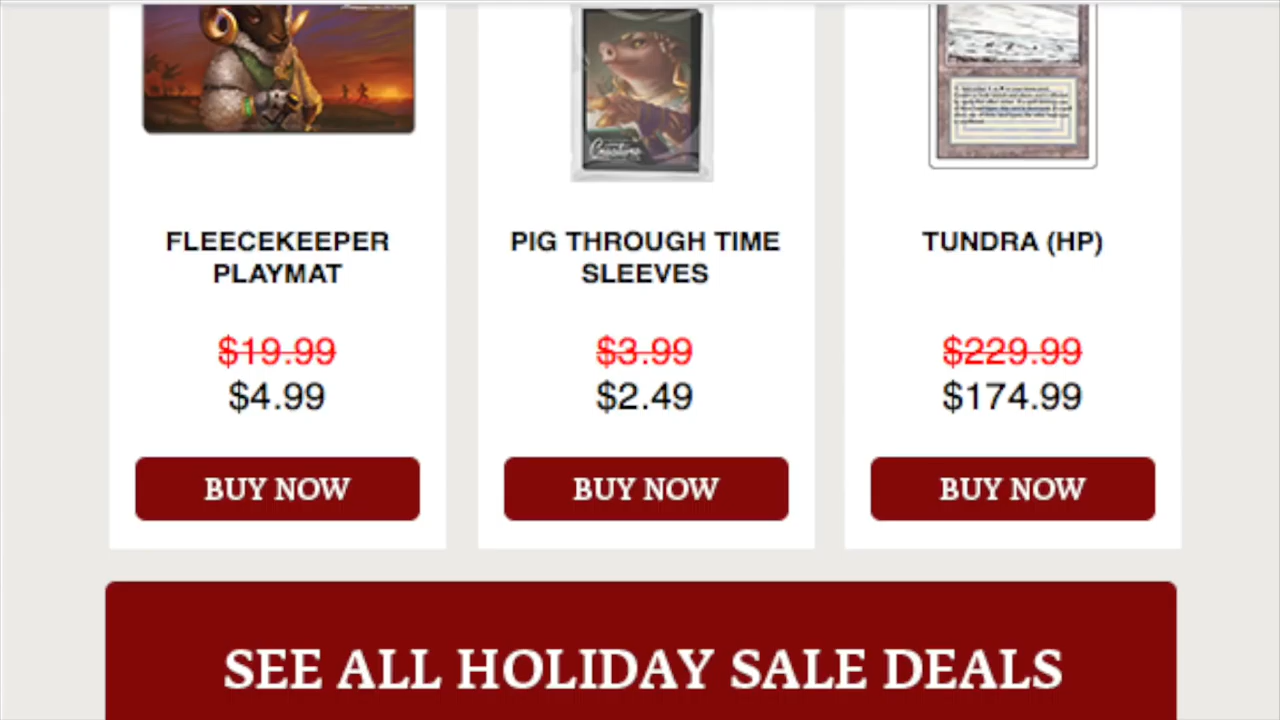 FLEECEKEEPER
PLAYMAT
$19.99
$4.99
BUY NOW
Creature
PIG THROUGH TIME
SLEEVES
$3.99
$2.49
BUY NOW
TUNDRA (HP)
$229.99
$174.99
BUY NOW
SEE ALL HOLIDAY SALE DEALS